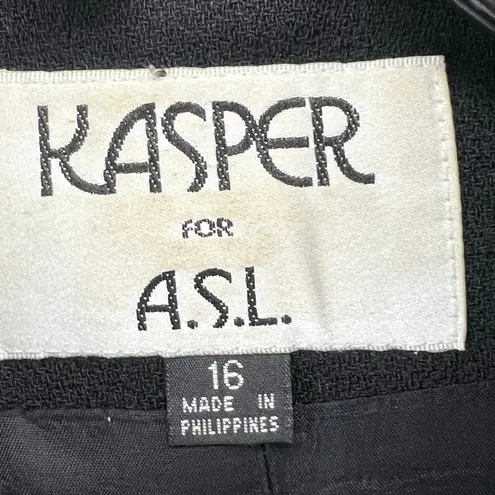 KASPER
FOR
A.S.L.
16
MADE IN
PHILIPPINES